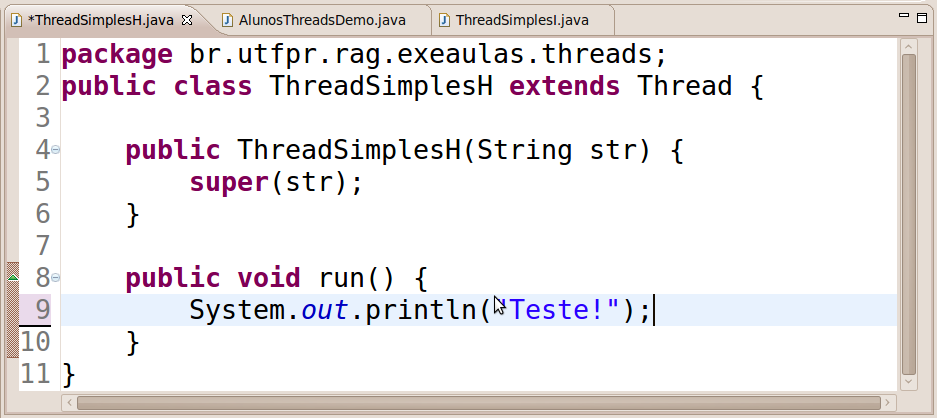 *ThreadSimplesH.java AlunosThreadsDemo.java ThreadSimplesI.java
1 package br.utfpr.rag.exeaulas.threads;
2 public class ThreadSimplesH extends Thread {
3
4 public ThreadSimplesH(String str) {
5 super(str);
6 }
7
8 public void run() {
9 System.out.println("Teste!");
10 }
11 }